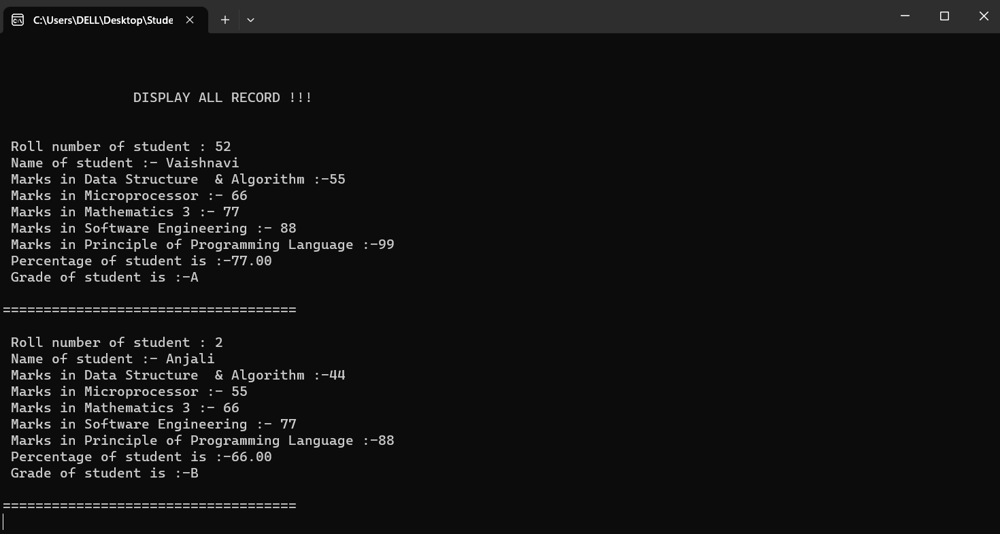 C:\Users\DELL\Desktop\Stude
DISPLAY ALL RECORD !!!
Roll number of student : 52
Name of student :- Vaishnavi
Marks in Data Structure  & Algorithm :-55
Marks in Microprocessor :- 66
Marks in Mathematics 3 :- 77
Marks in Software Engineering :- 88
Marks in Principle of Programming Language :-99
Percentage of student is :-77.00
Grade of student is :-A
====================================
Roll number of student : 2
Name of student :- Anjali
Marks in Data Structure  & Algorithm :-44
Marks in Microprocessor :- 55
Marks in Mathematics 3 :- 66
Marks in Software Engineering :- 77
Marks in Principle of Programming Language :-88
Percentage of student is :-66.00
Grade of student is :-B
====================================